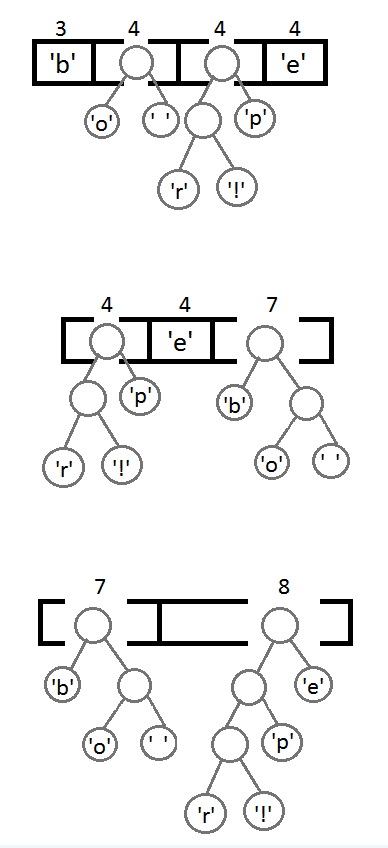 3 4 4 4
'b' 'e'
'o' ' ' 'p'
'r' '!'
4 4 7
'e'
'p' 'b'
'r' '!' 'o' ' '
7 8
'b' 'e'
'o' ' ' 'p'
'r' '!'